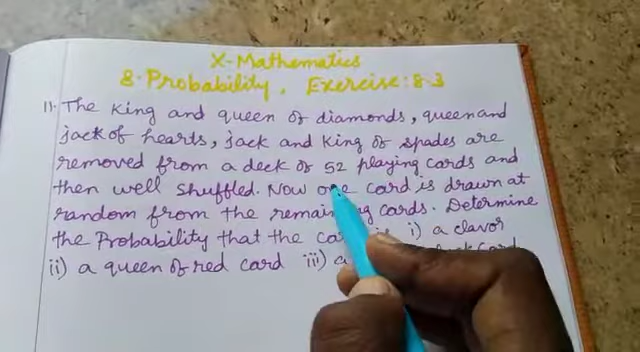 X-Mathematics
8. Probability, Exercise: 8.3
11. The king and queen of diamonds, queen and
jack of hearts, jack and king of spades are
removed from a deck of 52 playing cards and
then well shuffled. Now one card is drawn at
random from the remaining cards. Determine
the Probability that the is i) a clavor
ii) a queen of red card iii) a card